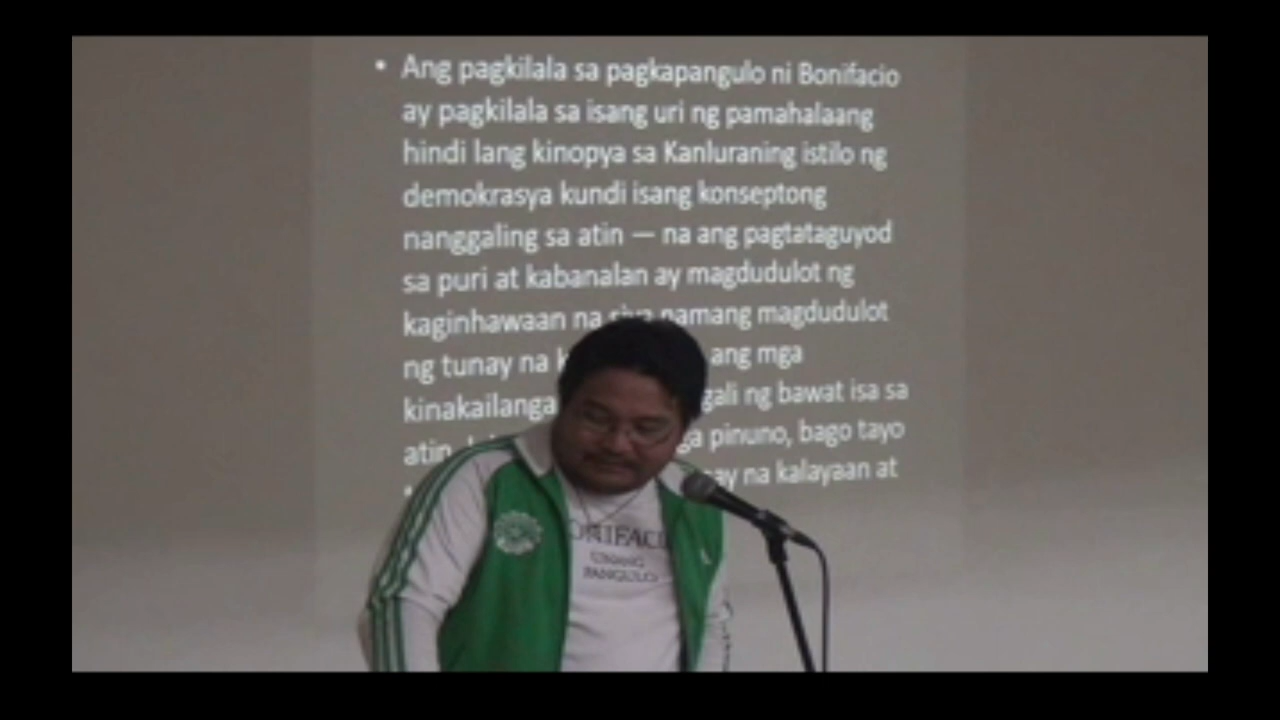 • Ang pagkilala sa pagkapangulo ni Bonifacio
ay pagkilala sa isang uri ng pamahalaang
hindi lang kinopya sa Kanluraning istilo ng
demokrasya kundi isang konseptong
nanggaling sa atin — na ang pagtataguyod
sa puri at kabanalan ay magdudulot ng
kaginhawaan na siya namang magdudulot
ng tunay na ang mga
ng bawat isa sa
atin pinuno, bago tayo
na kalayaan at
UNANG
PANGULO